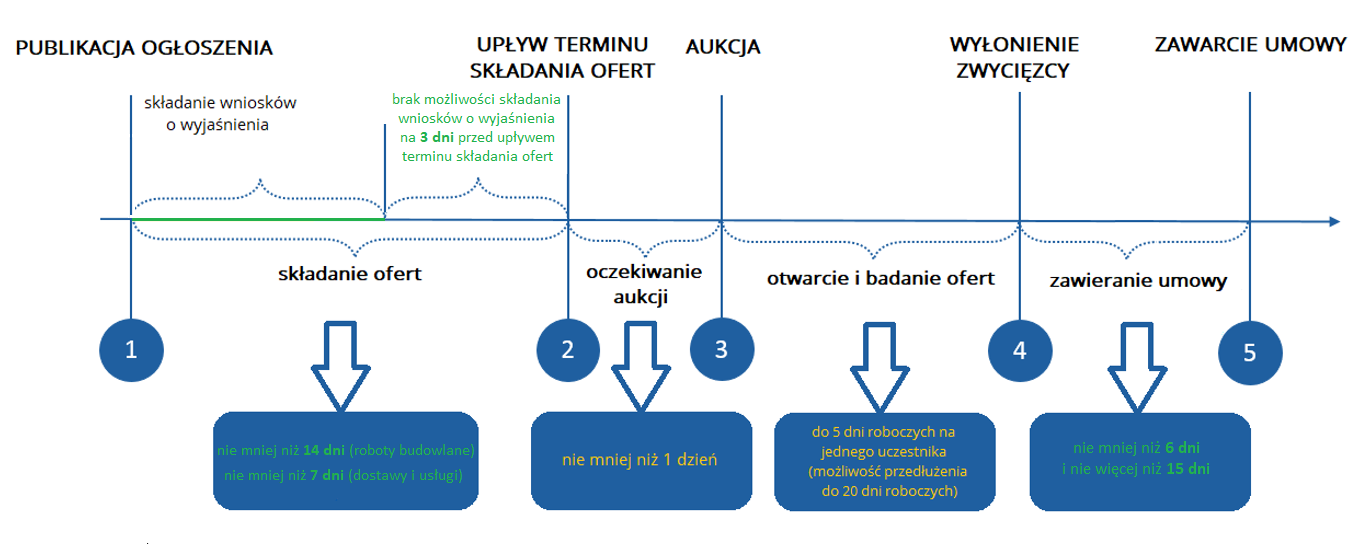 PUBLIKACJA OGŁOSZENIA
UPŁYW TERMINU
SKŁADANIA OFERT
AUKCJA
WYŁONIENIE
ZWYCIĘZCY
ZAWARCIE UMOWY
składanie wniosków
o wyjaśnienia
brak możliwości składania
wniosków o wyjaśnienia
na 3 dni przed upływem
terminu składania ofert
składanie ofert
oczekiwanie
aukcji
otwarcie i badanie ofert
zawieranie umowy
1
2
3
4
5
nie mniej niż 14 dni (roboty budowlane)
nie mniej niż 7 dni (dostawy i usługi)
nie mniej niż 1 dzień
do 5 dni roboczych na
jednego uczestnika
(możliwość przedłużenia
do 20 dni roboczych)
nie mniej niż 6 dni
I nie więcej niż 15 dni